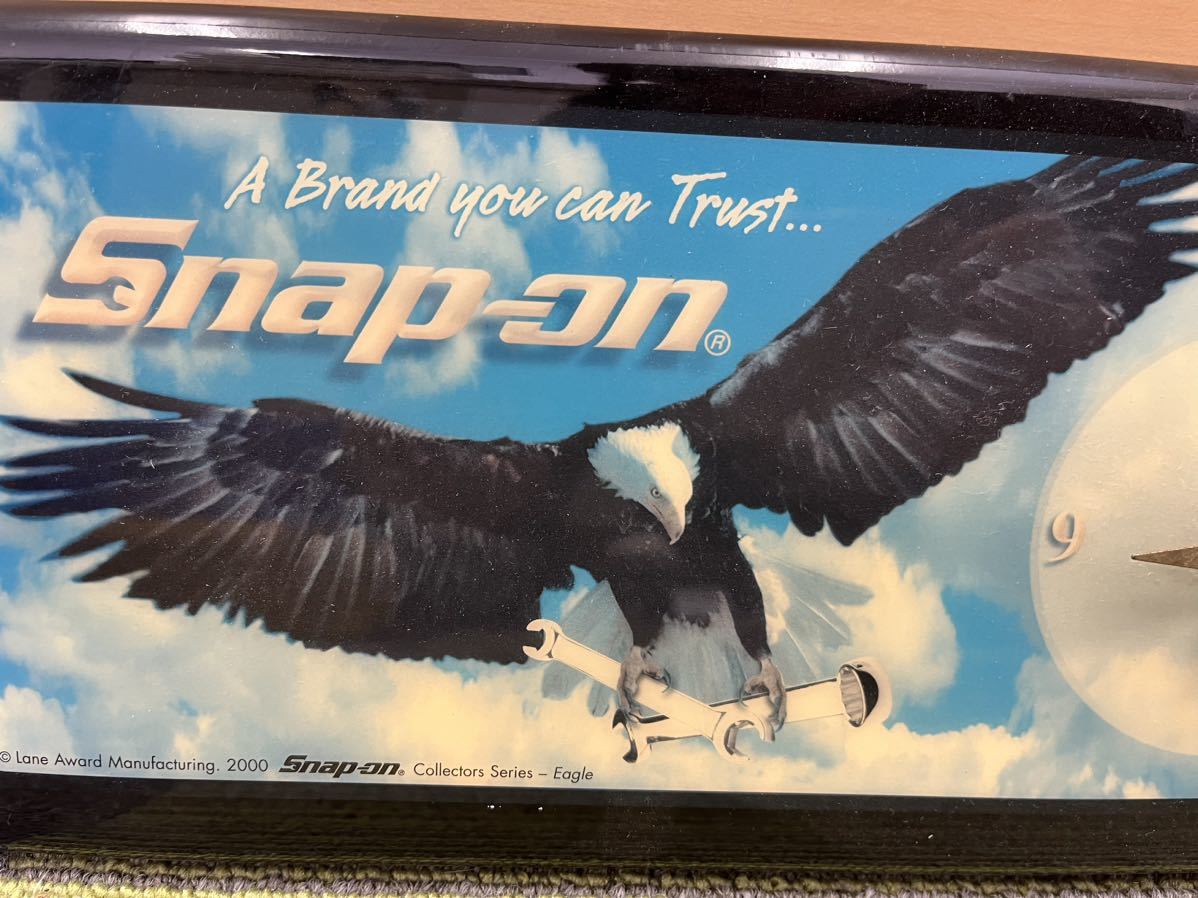 A Brand you can Trust...
Snap-on®
9
© Lane Award Manufacturing. 2000 Snap-on® Collectors Series – Eagle